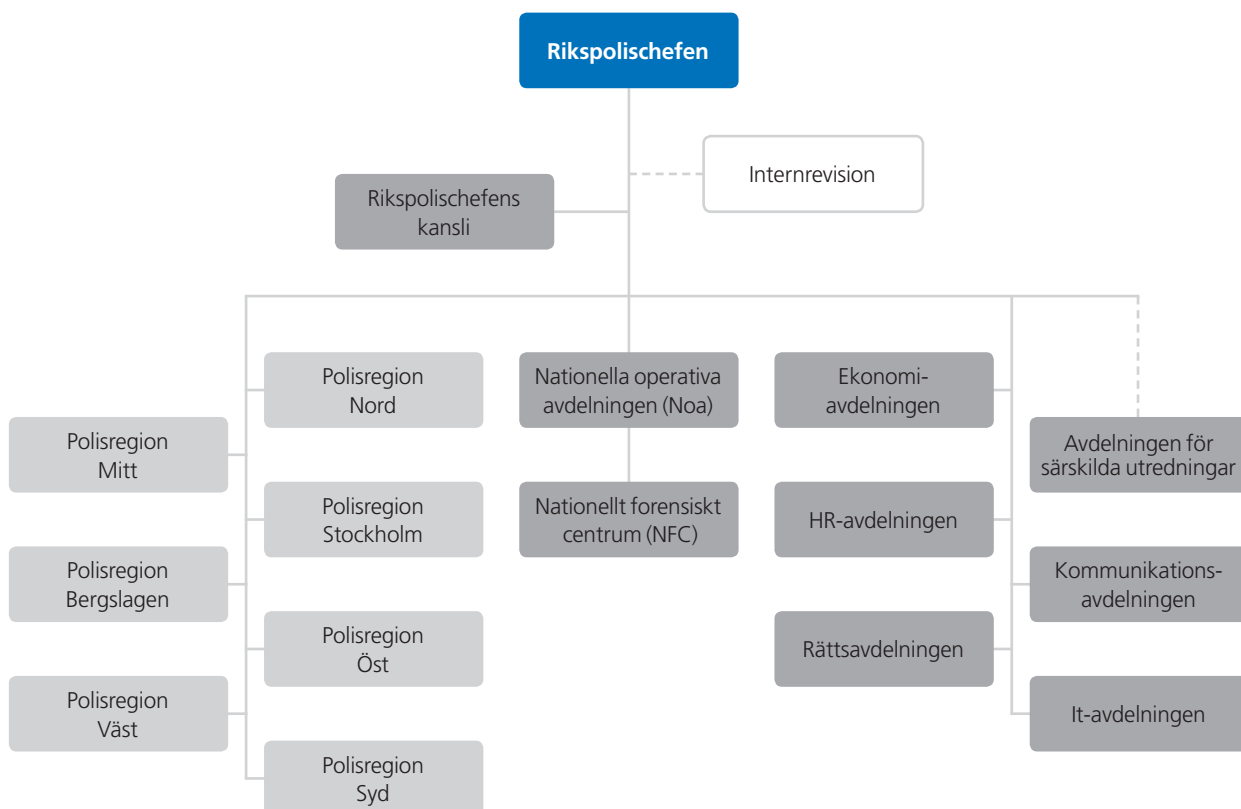 Rikspolischefen
Internrevision
Rikspolischefens
kansli
Polisregion
Nord
Nationella operativa
avdelningen (Noa)
Ekonomi-
avdelningen
Polisregion
Mitt
Avdelningen för
särskilda utredningar
Polisregion
Stockholm
Nationellt forensiskt
centrum (NFC)
HR-avdelningen
Polisregion
Bergslagen
Kommunikations-
avdelningen
Polisregion
Öst
Rättsavdelningen
Polisregion
Väst
It-avdelningen
Polisregion
Syd